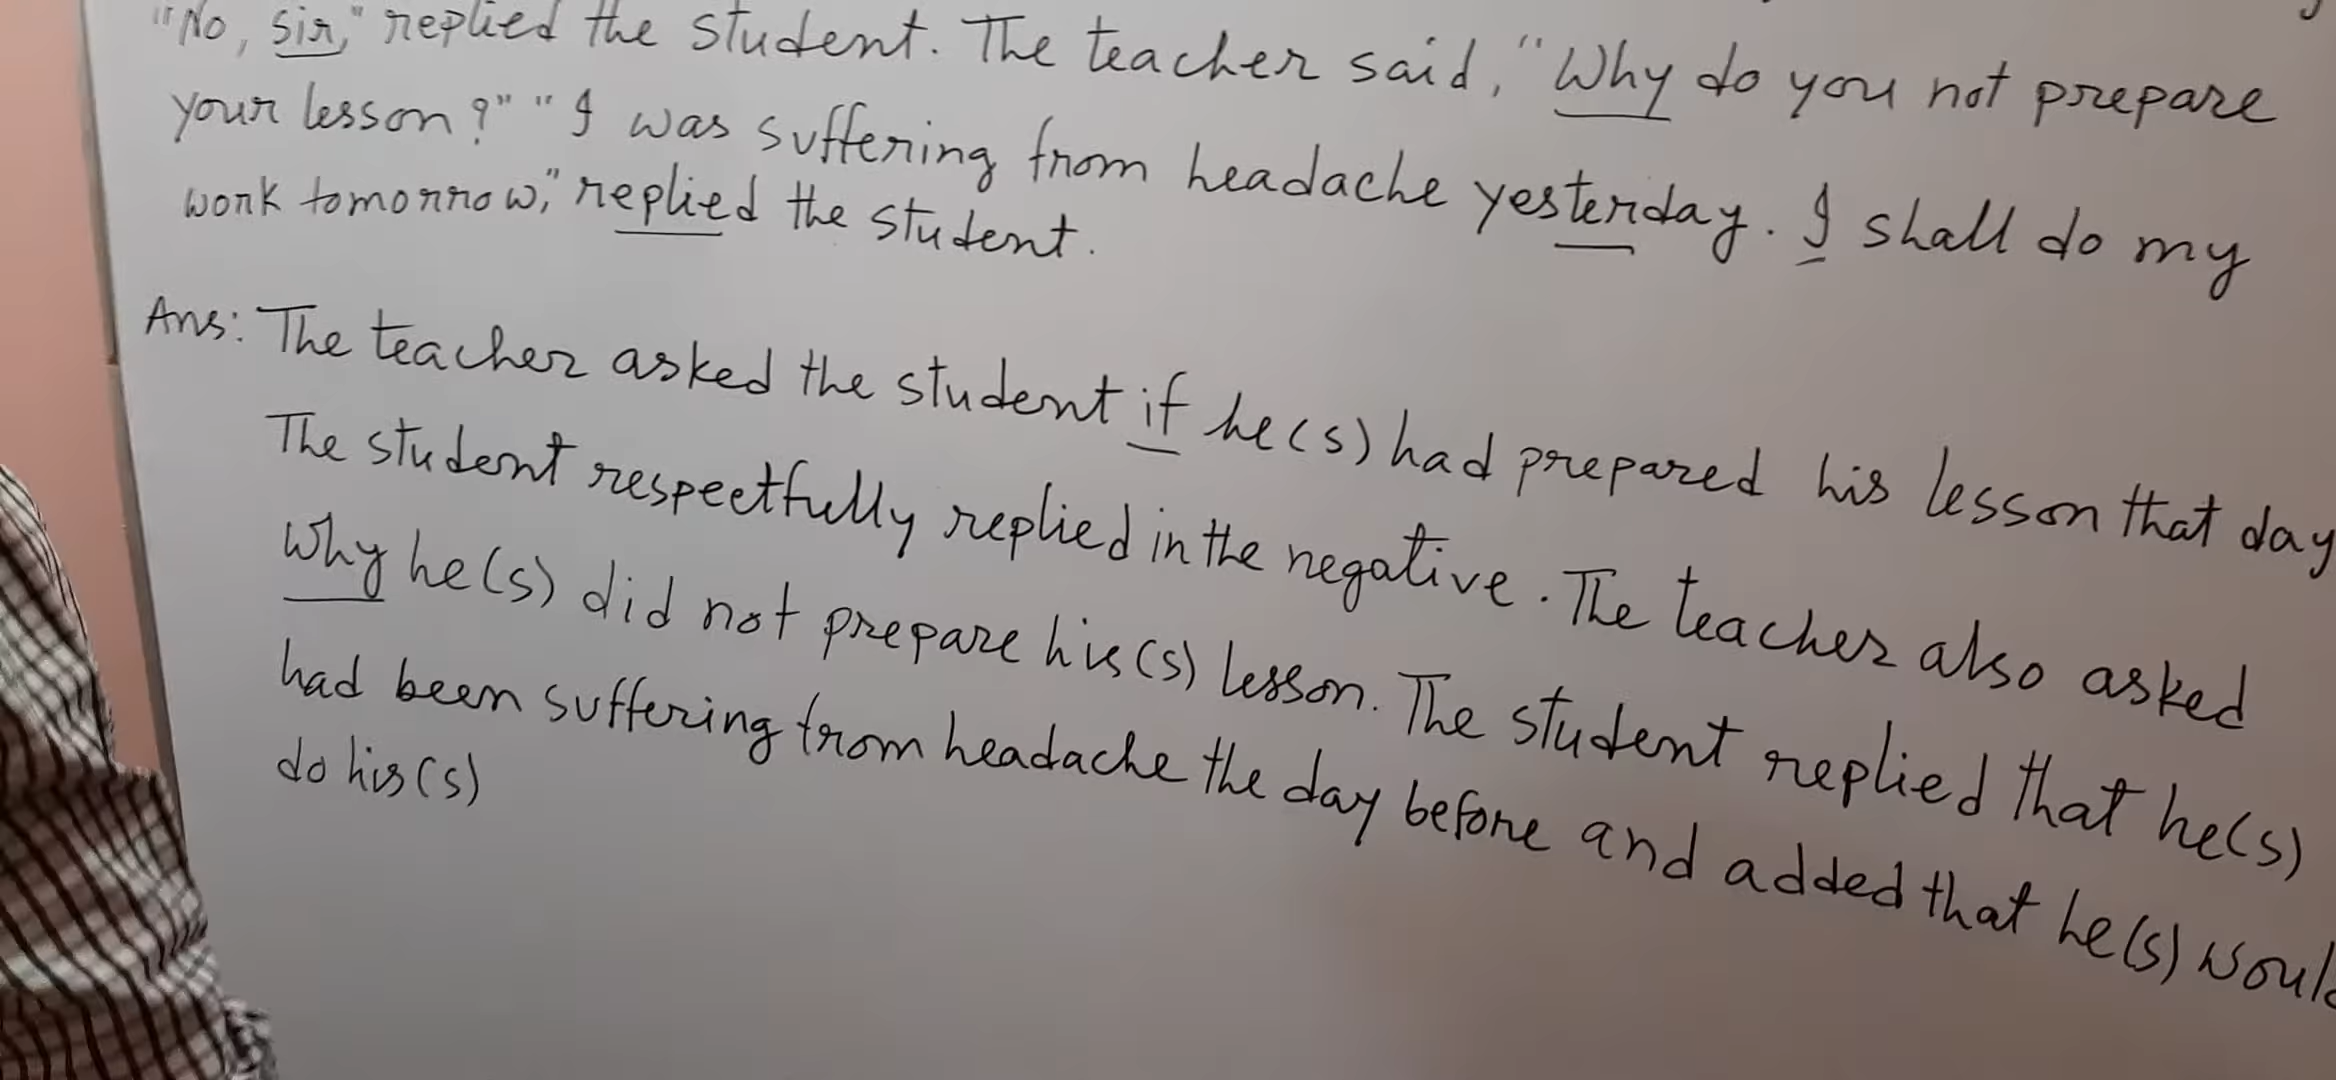 "No, sir," replied the student. The teacher said, "Why do you not prepare
your lesson?" "I was suffering from headache yesterday. I shall do my
work tomorrow," replied the student.
Ans: The teacher asked the student if he(s) had prepared his lesson that day
The student respectfully replied in the negative. The teacher also asked
Why he(s) did not prepare his(s) lesson. The student replied that he(s)
had been suffering from headache the day before and added that he(s) would
do his(s)